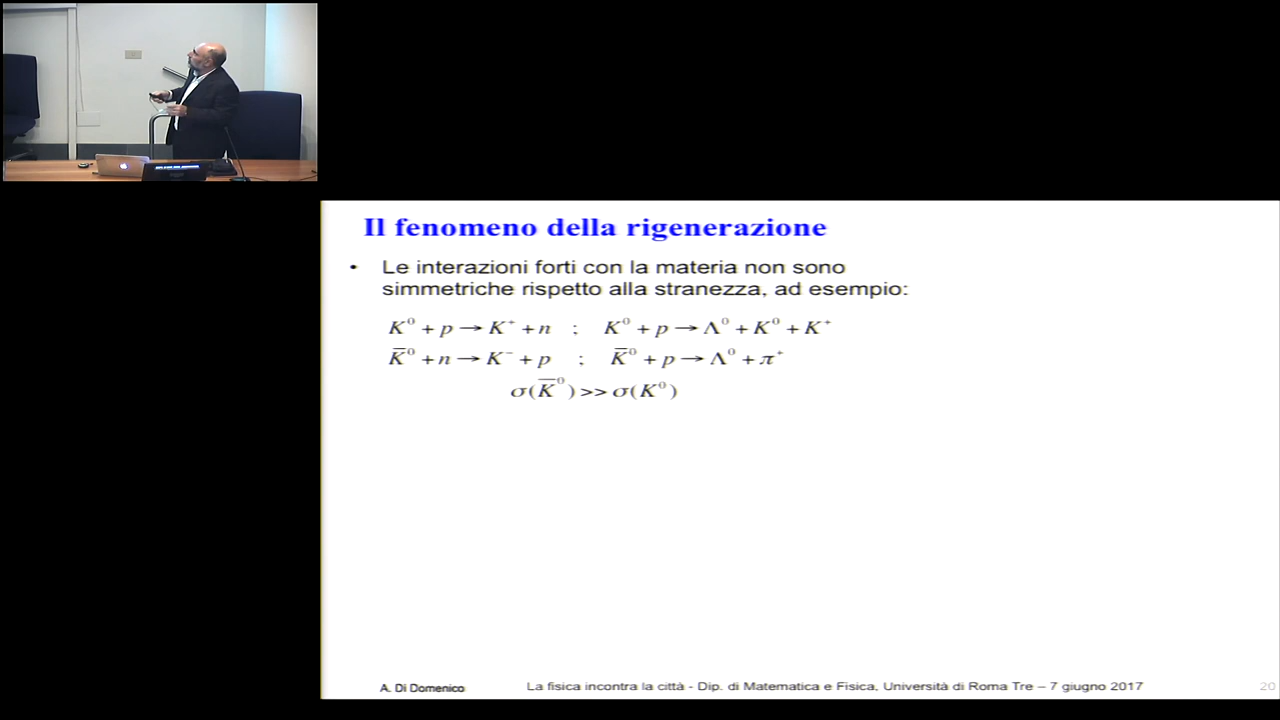 Il fenomeno della rigenerazione
• Le interazioni forti con la materia non sono
simmetriche rispetto alla stranezza, ad esempio:
K⁰ + p → K⁺ + n ; K⁰ + p → Λ⁰ + K⁰ + K⁺
K̅⁰ + n → K⁻ + p ; K̅⁰ + p → Λ⁰ + π⁺
σ(K̅⁰) >> σ(K⁰)
A. Di Domenico
La fisica incontra la città - Dip. di Matematica e Fisica, Università di Roma Tre – 7 giugno 2017
20